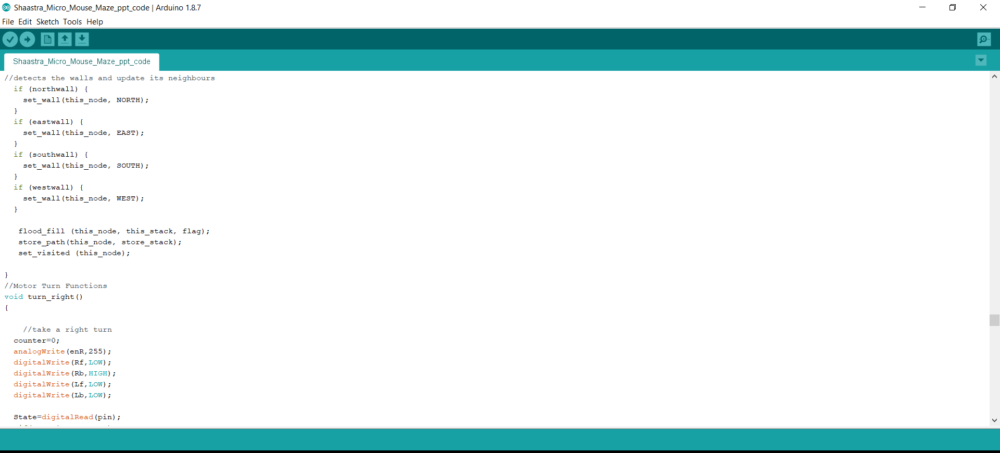 Shaastra_Micro_Mouse_Maze_ppt_code | Arduino 1.8.7
File Edit Sketch Tools Help
Shaastra_Micro_Mouse_Maze_ppt_code
//detects the walls and update its neighbours
if (northwall) {
set_wall(this_node, NORTH);
}
if (eastwall) {
set_wall(this_node, EAST);
}
if (southwall) {
set_wall(this_node, SOUTH);
}
if (westwall) {
set_wall(this_node, WEST);
}
flood_fill (this_node, this_stack, flag);
store_path(this_node, store_stack);
set_visited (this_node);
}
//Motor Turn Functions
void turn_right()
{
//take a right turn
counter=0;
analogWrite(enR,255);
digitalWrite(Rf,LOW);
digitalWrite(Rb,HIGH);
digitalWrite(Lf,LOW);
digitalWrite(Lb,LOW);
State=digitalRead(pin);